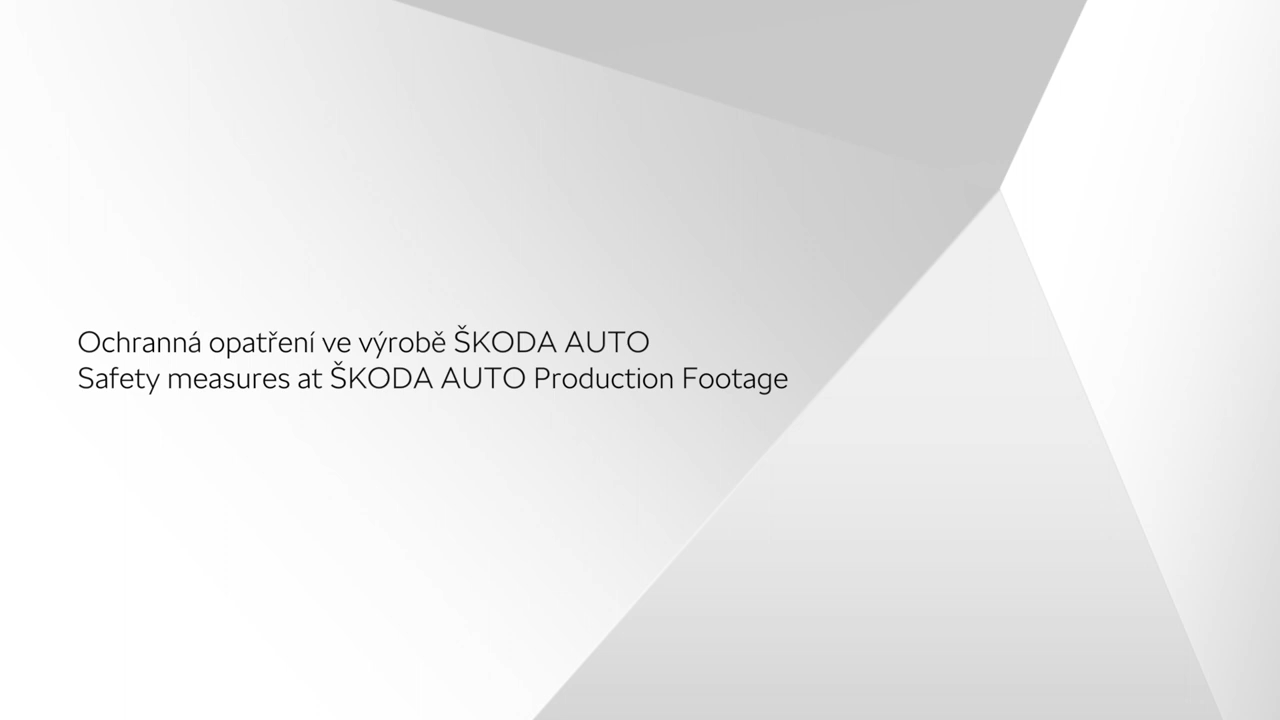 Ochranná opatření ve výrobě ŠKODA AUTO
Safety measures at ŠKODA AUTO Production Footage